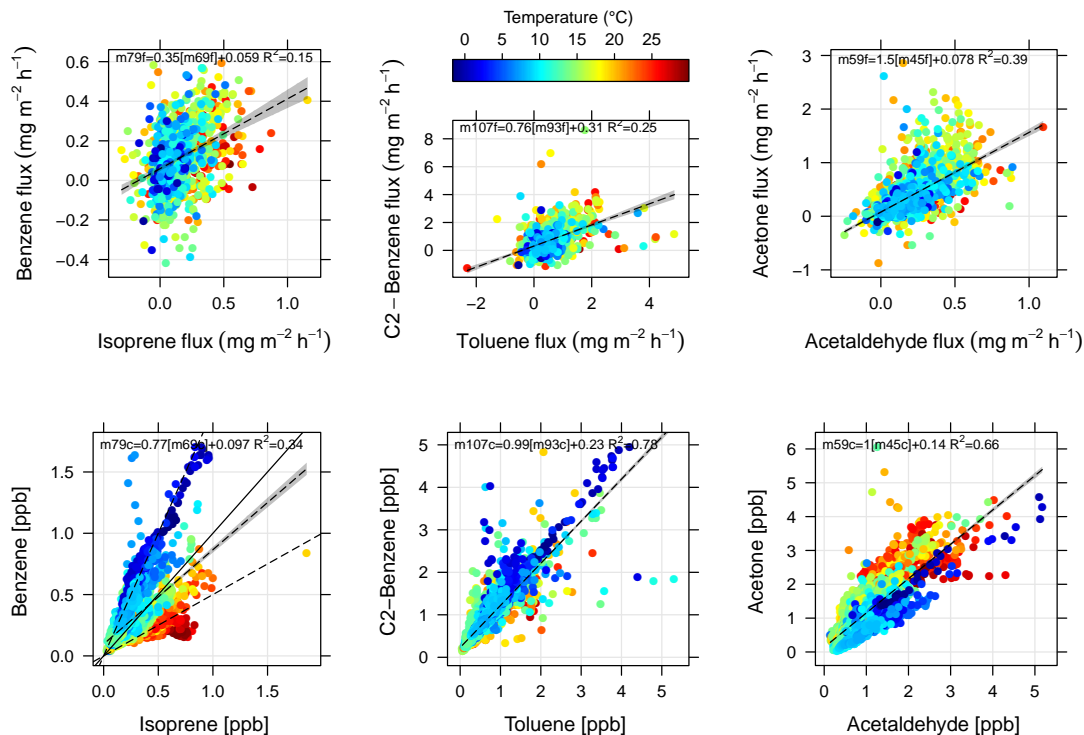 Temperature (°C)
0 5 10 15 20 25
m79f=0.35[m69f]+0.059 R²=0.15
Benzene flux (mg m⁻² h⁻¹)
0.6
0.4
0.2
0.0
−0.2
−0.4
0.0 0.5 1.0
Isoprene flux (mg m⁻² h⁻¹)
m107f=0.76[m93f]+0.31 R²=0.25
C2−Benzene flux (mg m⁻² h⁻¹)
8
6
4
2
0
−2 0 2 4
Toluene flux (mg m⁻² h⁻¹)
m59f=1.5[m45f]+0.078 R²=0.39
Acetone flux (mg m⁻² h⁻¹)
3
2
1
0
−1
0.0 0.5 1.0
Acetaldehyde flux (mg m⁻² h⁻¹)
m79c=0.77[m69c]+0.097 R²=0.34
Benzene [ppb]
1.5
1.0
0.5
0.0
0.0 0.5 1.0 1.5
Isoprene [ppb]
m107c=0.99[m93c]+0.23 R²=0.78
C2−Benzene [ppb]
5
4
3
2
1
0
0 1 2 3 4 5
Toluene [ppb]
m59c=1[m45c]+0.14 R²=0.66
Acetone [ppb]
6
5
4
3
2
1
0
0 1 2 3 4 5
Acetaldehyde [ppb]